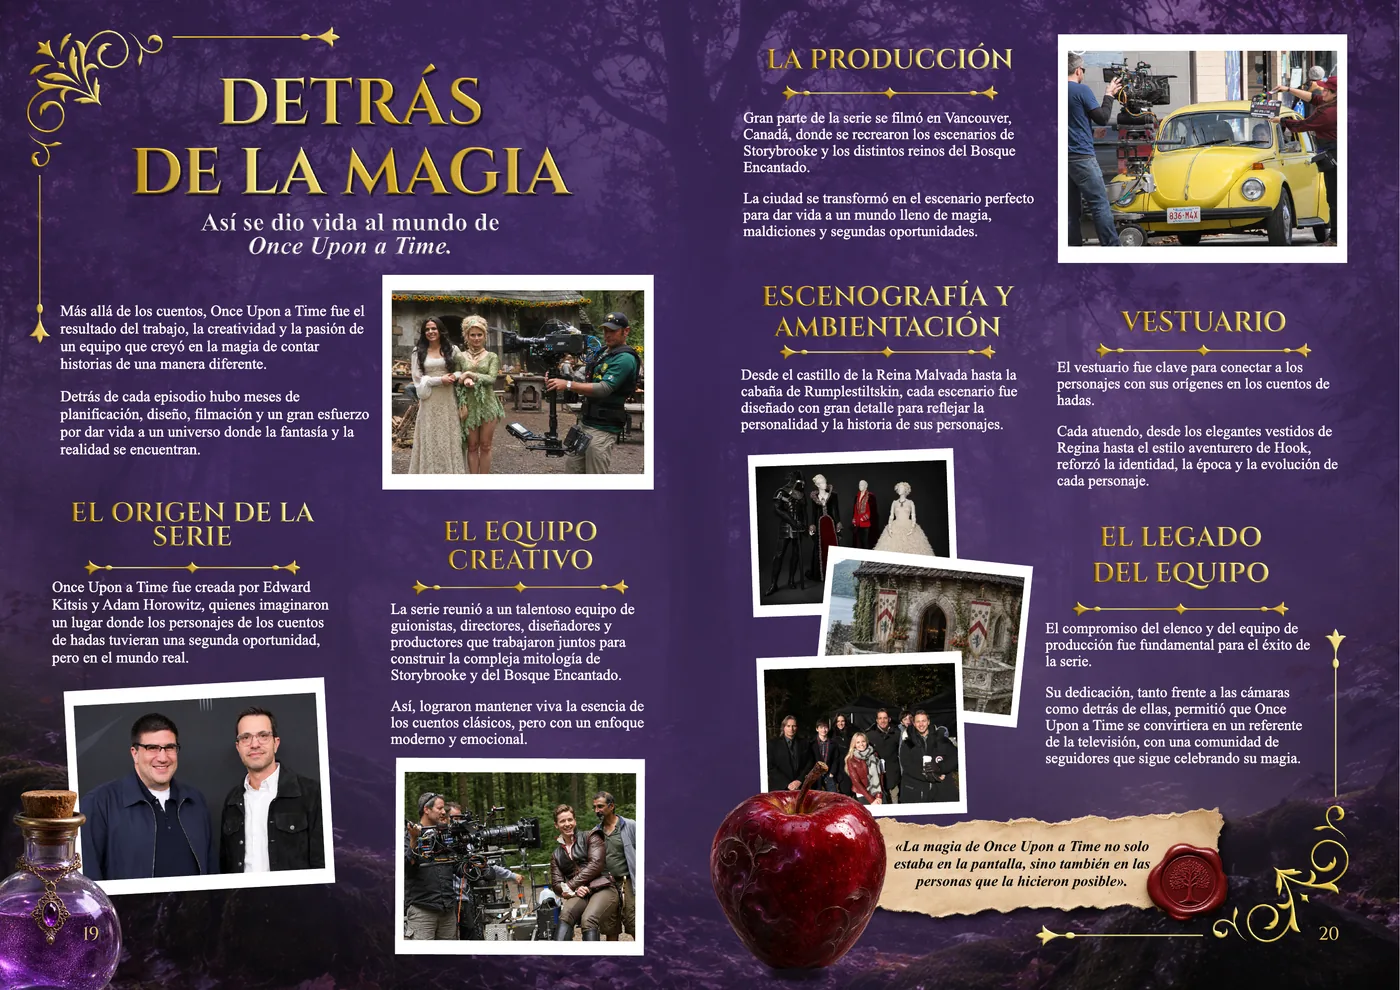 DETRÁS
DE LA MAGIA
Así se dio vida al mundo de
Once Upon a Time.
Más allá de los cuentos, Once Upon a Time fue el
resultado del trabajo, la creatividad y la pasión de
un equipo que creyó en la magia de contar
historias de una manera diferente.
Detrás de cada episodio hubo meses de
planificación, diseño, filmación y un gran esfuerzo
por dar vida a un universo donde la fantasía y la
realidad se encuentran.
EL ORIGEN DE LA
SERIE
Once Upon a Time fue creada por Edward
Kitsis y Adam Horowitz, quienes imaginaron
un lugar donde los personajes de los cuentos
de hadas tuvieran una segunda oportunidad,
pero en el mundo real.
19
EL EQUIPO
CREATIVO
La serie reunió a un talentoso equipo de
guionistas, directores, diseñadores y
productores que trabajaron juntos para
construir la compleja mitología de
Storybrooke y del Bosque Encantado.
Así, lograron mantener viva la esencia de
los cuentos clásicos, pero con un enfoque
moderno y emocional.
LA PRODUCCIÓN
Gran parte de la serie se filmó en Vancouver,
Canadá, donde se recrearon los escenarios de
Storybrooke y los distintos reinos del Bosque
Encantado.
La ciudad se transformó en el escenario perfecto
para dar vida a un mundo lleno de magia,
maldiciones y segundas oportunidades.
836·M4X
ESCENOGRAFÍA Y
AMBIENTACIÓN
Desde el castillo de la Reina Malvada hasta la
cabaña de Rumplestiltskin, cada escenario fue
diseñado con gran detalle para reflejar la
personalidad y la historia de sus personajes.
VESTUARIO
El vestuario fue clave para conectar a los
personajes con sus orígenes en los cuentos de
hadas.
Cada atuendo, desde los elegantes vestidos de
Regina hasta el estilo aventurero de Hook,
reforzó la identidad, la época y la evolución de
cada personaje.
EL LEGADO
DEL EQUIPO
El compromiso del elenco y del equipo de
producción fue fundamental para el éxito de
la serie.
Su dedicación, tanto frente a las cámaras
como detrás de ellas, permitió que Once
Upon a Time se convirtiera en un referente
de la televisión, con una comunidad de
seguidores que sigue celebrando su magia.
«La magia de Once Upon a Time no solo
estaba en la pantalla, sino también en las
personas que la hicieron posible».
20